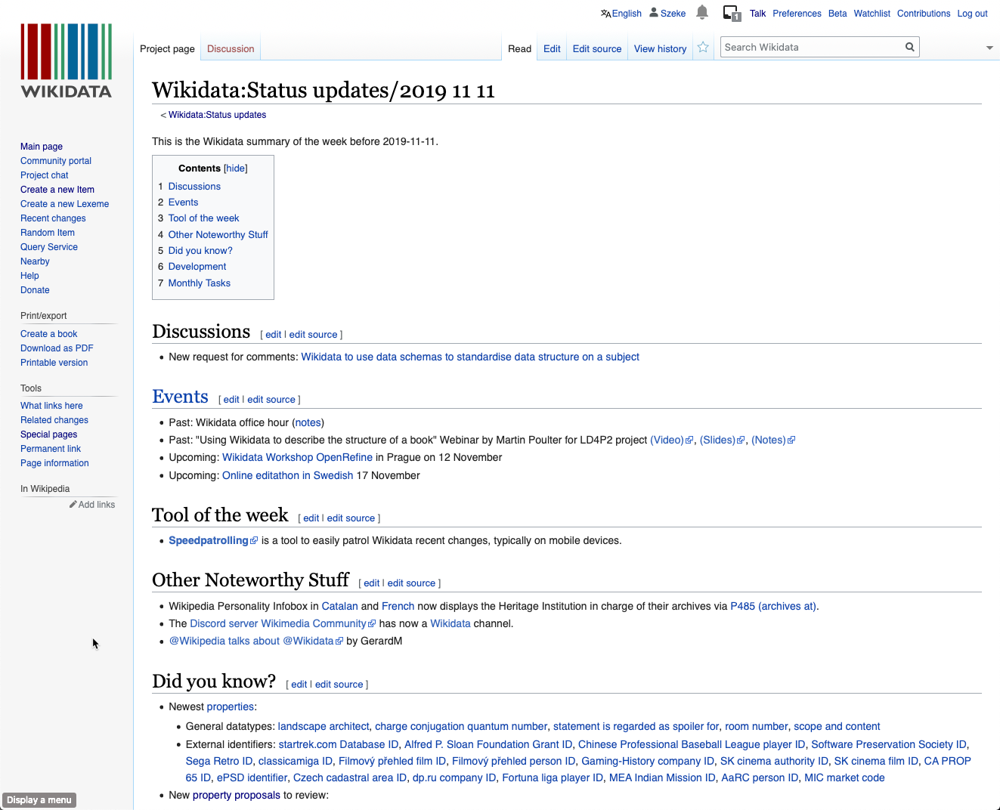 English Szeke 1 Talk Preferences Beta Watchlist Contributions Log out
WIKIDATA
Project page Discussion Read Edit Edit source View history Search Wikidata
Wikidata:Status updates/2019 11 11
< Wikidata:Status updates
This is the Wikidata summary of the week before 2019-11-11.
Contents [hide]
1 Discussions
2 Events
3 Tool of the week
4 Other Noteworthy Stuff
5 Did you know?
6 Development
7 Monthly Tasks
Main page
Community portal
Project chat
Create a new Item
Create a new Lexeme
Recent changes
Random Item
Query Service
Nearby
Help
Donate
Print/export
Create a book
Download as PDF
Printable version
Tools
What links here
Related changes
Special pages
Permanent link
Page information
In Wikipedia
Add links
Discussions [ edit | edit source ]
• New request for comments: Wikidata to use data schemas to standardise data structure on a subject
Events [ edit | edit source ]
• Past: Wikidata office hour (notes)
• Past: "Using Wikidata to describe the structure of a book" Webinar by Martin Poulter for LD4P2 project (Video), (Slides), (Notes)
• Upcoming: Wikidata Workshop OpenRefine in Prague on 12 November
• Upcoming: Online editathon in Swedish 17 November
Tool of the week [ edit | edit source ]
• Speedpatrolling is a tool to easily patrol Wikidata recent changes, typically on mobile devices.
Other Noteworthy Stuff [ edit | edit source ]
• Wikipedia Personality Infobox in Catalan and French now displays the Heritage Institution in charge of their archives via P485 (archives at).
• The Discord server Wikimedia Community has now a Wikidata channel.
• @Wikipedia talks about @Wikidata by GerardM
Did you know? [ edit | edit source ]
• Newest properties:
• General datatypes: landscape architect, charge conjugation quantum number, statement is regarded as spoiler for, room number, scope and content
• External identifiers: startrek.com Database ID, Alfred P. Sloan Foundation Grant ID, Chinese Professional Baseball League player ID, Software Preservation Society ID,
Sega Retro ID, classicamiga ID, Filmový přehled film ID, Filmový přehled person ID, Gaming-History company ID, SK cinema authority ID, SK cinema film ID, CA PROP
65 ID, ePSD identifier, Czech cadastral area ID, dp.ru company ID, Fortuna liga player ID, MEA Indian Mission ID, AaRC person ID, MIC market code
• New property proposals to review:
Display a menu